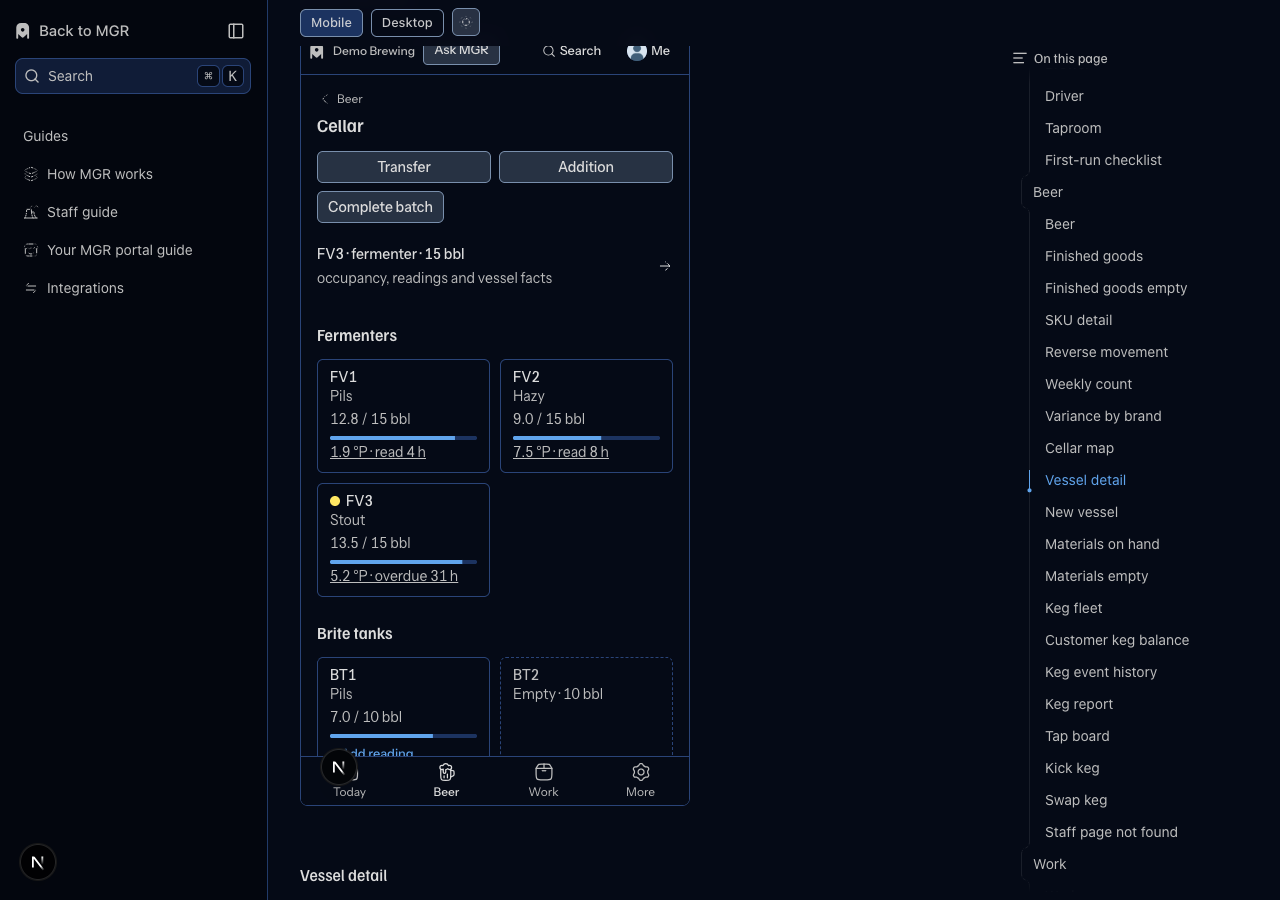 Back to MGR
Search
⌘ K
Guides
How MGR works
Staff guide
Your MGR portal guide
Integrations
Mobile
Desktop
Demo Brewing
Ask MGR
Search
Me
Beer
Cellar
Transfer
Addition
Complete batch
FV3 · fermenter · 15 bbl
occupancy, readings and vessel facts
Fermenters
FV1
Pils
12.8 / 15 bbl
1.9 °P · read 4 h
FV2
Hazy
9.0 / 15 bbl
7.5 °P · read 8 h
FV3
Stout
13.5 / 15 bbl
5.2 °P · overdue 31 h
Brite tanks
BT1
Pils
7.0 / 10 bbl
reading
BT2
Empty · 10 bbl
N
Today
Beer
Work
More
Vessel detail
N
On this page
Driver
Taproom
First-run checklist
Beer
Beer
Finished goods
Finished goods empty
SKU detail
Reverse movement
Weekly count
Variance by brand
Cellar map
Vessel detail
New vessel
Materials on hand
Materials empty
Keg fleet
Customer keg balance
Keg event history
Keg report
Tap board
Kick keg
Swap keg
Staff page not found
Work